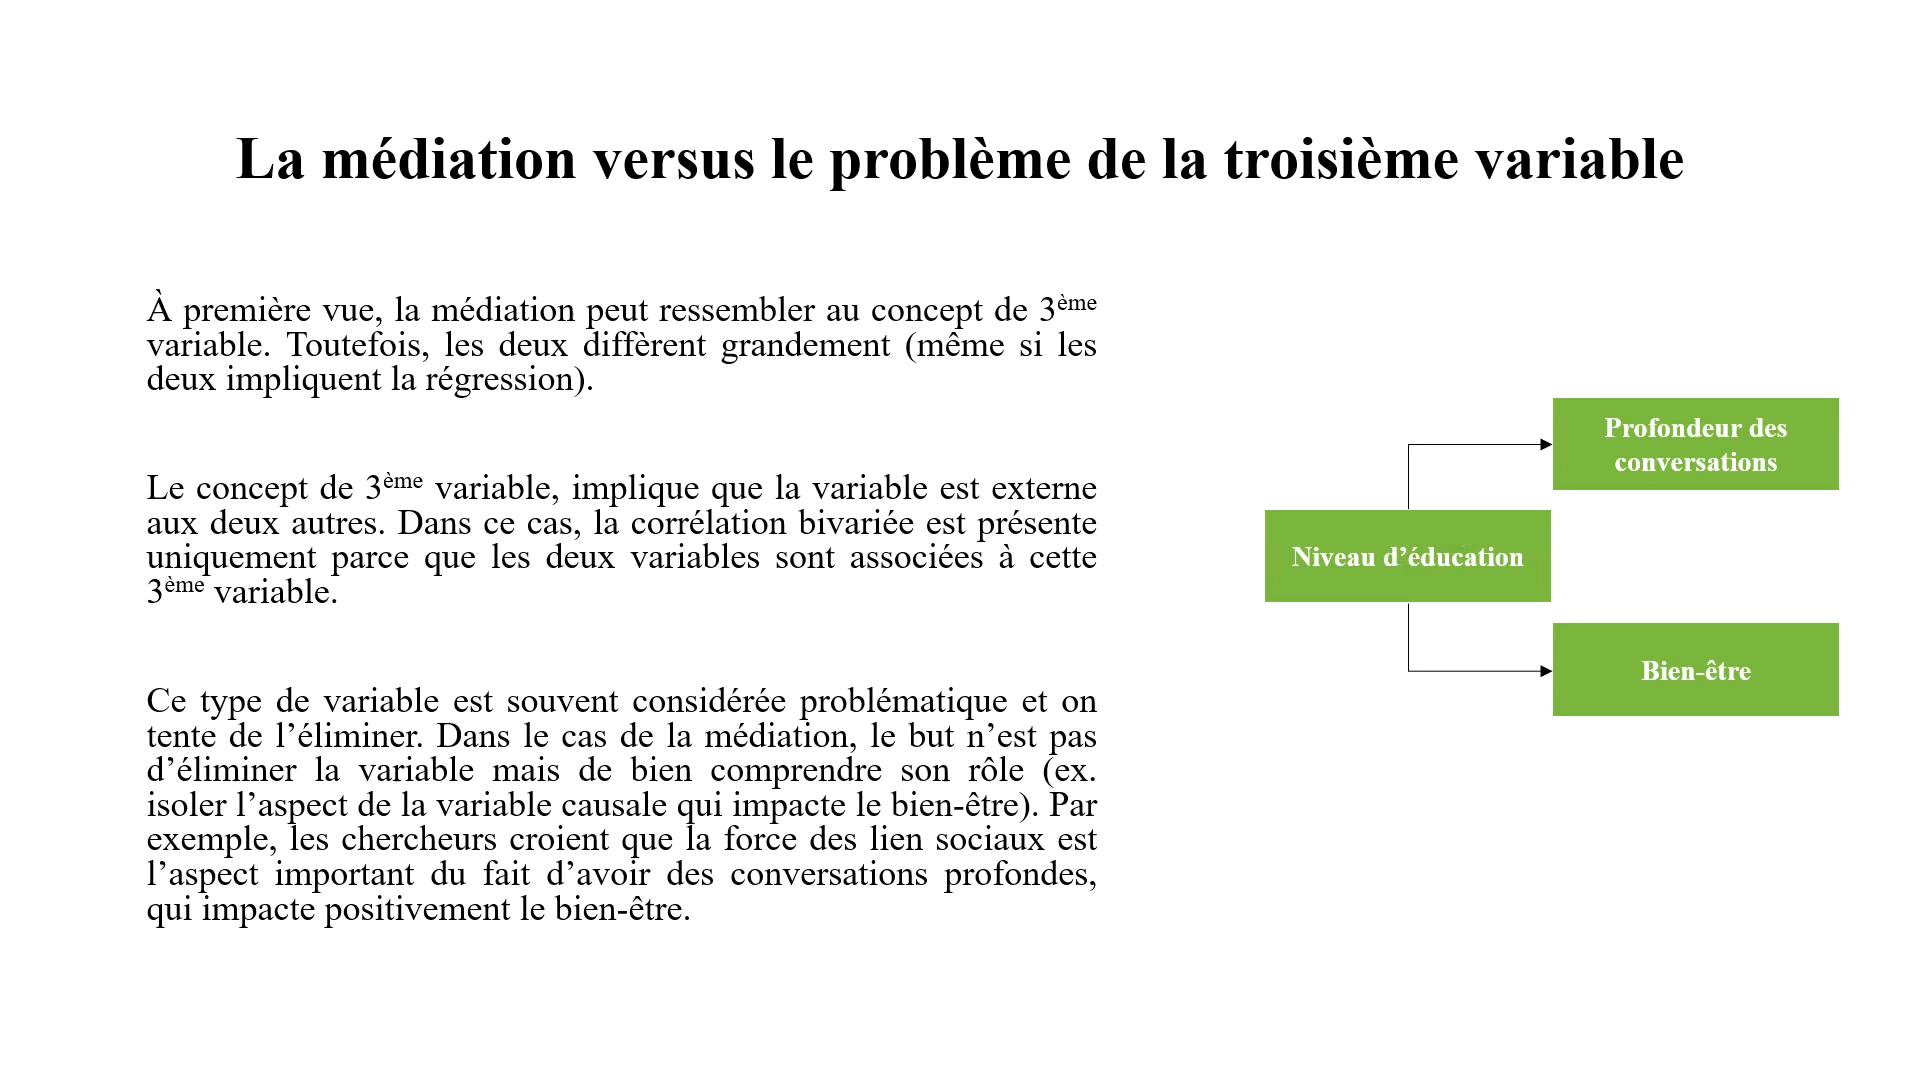 La médiation versus le problème de la troisième variable
À première vue, la médiation peut ressembler au concept de 3ème
variable. Toutefois, les deux diffèrent grandement (même si les
deux impliquent la régression).
Le concept de 3ème variable, implique que la variable est externe
aux deux autres. Dans ce cas, la corrélation bivariée est présente
uniquement parce que les deux variables sont associées à cette
3ème variable.
Ce type de variable est souvent considérée problématique et on
tente de l’éliminer. Dans le cas de la médiation, le but n’est pas
d’éliminer la variable mais de bien comprendre son rôle (ex.
isoler l’aspect de la variable causale qui impacte le bien-être). Par
exemple, les chercheurs croient que la force des lien sociaux est
l’aspect important du fait d’avoir des conversations profondes,
qui impacte positivement le bien-être.
Profondeur des
conversations
Niveau d’éducation
Bien-être